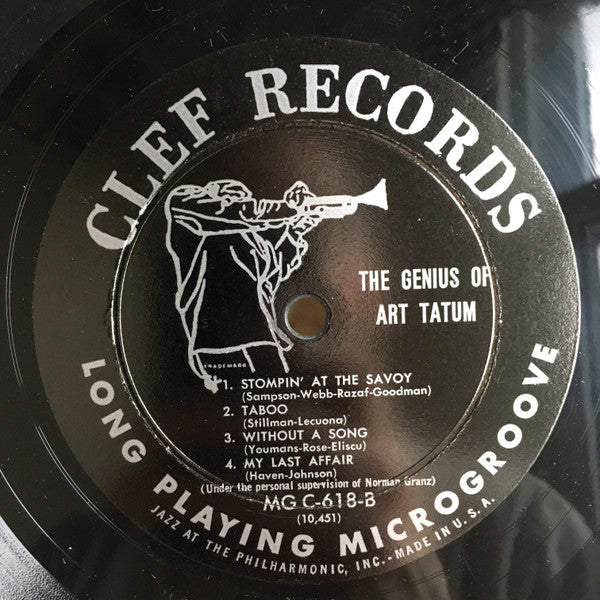 CLEF RECORDS
THE GENIUS OF
ART TATUM
TRADEMARK
1. STOMPIN' AT THE SAVOY
(Sampson-Webb-Razaf-Goodman)
2. TABOO
(Stillman-Lecuona)
3. WITHOUT A SONG
(Youmans-Rose-Eliscu)
4. MY LAST AFFAIR
(Haven-Johnson)
(Under the personal supervision of Norman Granz)
MG C-618-B
(10,451)
LONG PLAYING MICROGROOVE
JAZZ AT THE PHILHARMONIC, INC.-MADE IN U.S.A.